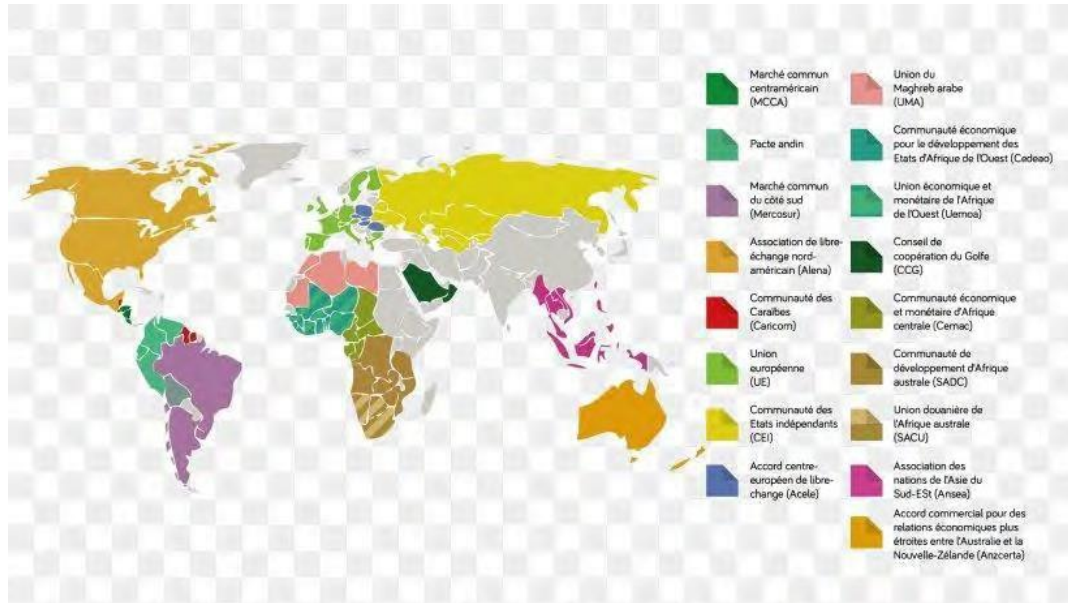 Marché commun
centraméricain
(MCCA)
Pacte andin
Marché commun
du côté sud
(Mercosur)
Association de libre-
échange nord-
américain (Alena)
Communauté des
Caraïbes
(Caricom)
Union
européenne
(UE)
Communauté des
Etats indépendants
(CEI)
Accord centre-
européen de libre-
change (Acele)
Union du
Maghreb arabe
(UMA)
Communauté économique
pour le développement des
Etats d'Afrique de l'Ouest (Cedeao)
Union économique et
monétaire de l'Afrique
de l'Ouest (Uemoa)
Conseil de
coopération du Golfe
(CCG)
Communauté économique
et monétaire d'Afrique
centrale (Cemac)
Communauté de
développement d'Afrique
australe (SADC)
Union douanière de
l'Afrique australe
(SACU)
Association des
nations de l'Asie du
Sud-ESt (Ansea)
Accord commercial pour des
relations économiques plus
étroites entre l'Australie et la
Nouvelle-Zélande (Anzcerta)